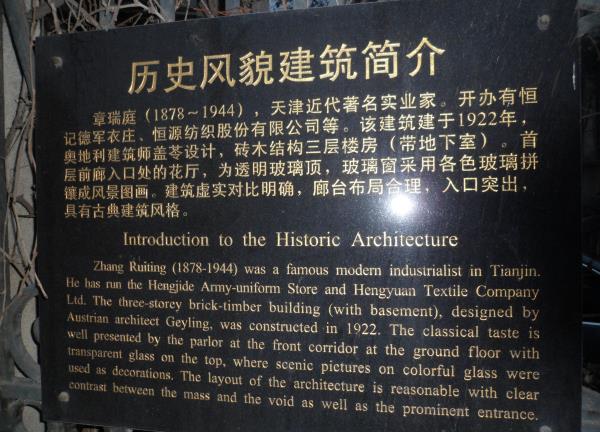 历史风貌建筑简介
章瑞庭（1878～1944），天津近代著名实业家。开办有恒
记德军衣庄、恒源纺织股份有限公司等。该建筑建于1922年，
奥地利建筑师盖苓设计，砖木结构三层楼房（带地下室）。首
层前廊入口处的花厅，为透明玻璃顶，玻璃窗采用各色玻璃拼
镶成风景图画。建筑虚实对比明确，廊台布局合理，入口突出，
具有古典建筑风格。
Introduction to the Historic Architecture
Zhang Ruiting (1878-1944) was a famous modern industrialist in Tianjin.
He has run the Hengjide Army-uniform Store and Hengyuan Textile Company
Ltd. The three-storey brick-timber building (with basement), designed by
Austrian architect Geyling, was constructed in 1922. The classical taste is
well presented by the parlor at the front corridor at the ground floor with
transparent glass on the top, where scenic pictures on colorful glass were
used as decorations. The layout of the architecture is reasonable with clear
contrast between the mass and the void as well as the prominent entrance.